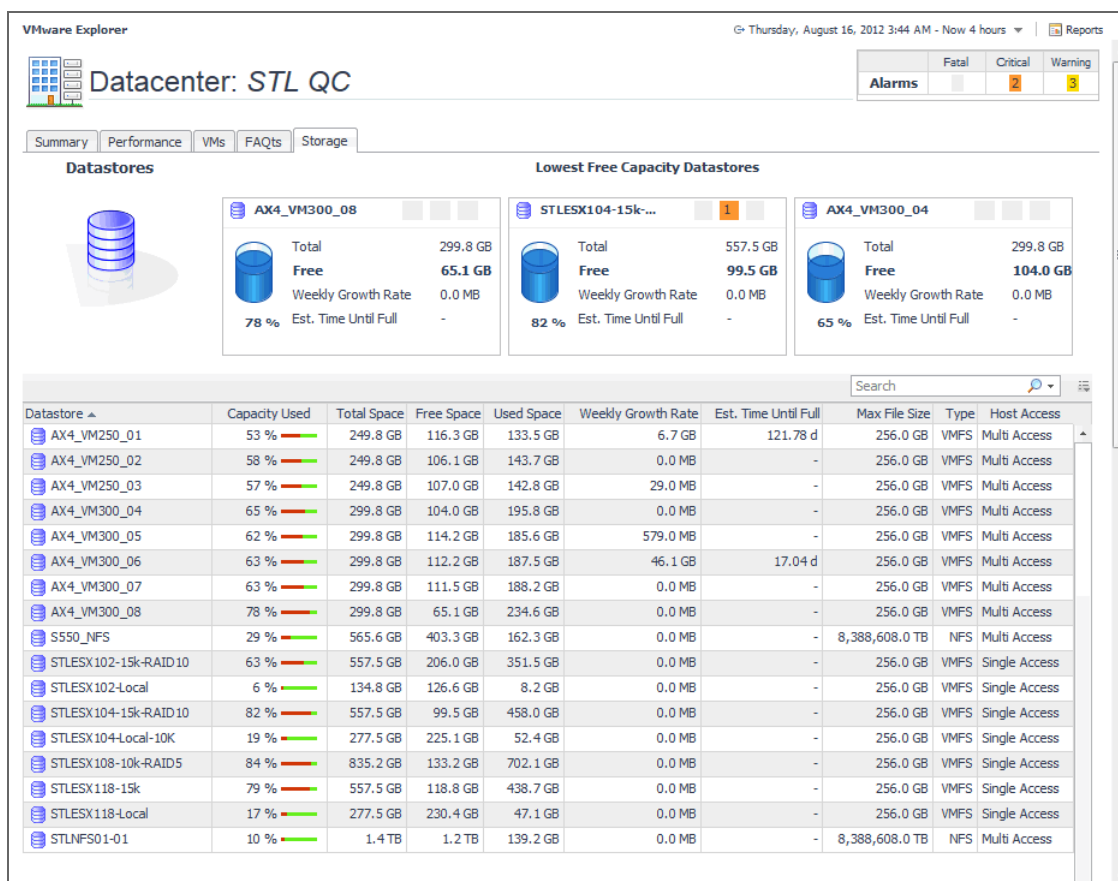 VMware Explorer
Thursday, August 16, 2012 3:44 AM - Now 4 hours Reports
Datacenter: STL QC
Fatal Critical Warning
Alarms 2 3
Summary Performance VMs FAQts Storage
Datastores
Lowest Free Capacity Datastores
AX4_VM300_08
Total 299.8 GB
Free 65.1 GB
Weekly Growth Rate 0.0 MB
78 % Est. Time Until Full -
STLESX104-15k-... 1
Total 557.5 GB
Free 99.5 GB
Weekly Growth Rate 0.0 MB
82 % Est. Time Until Full -
AX4_VM300_04
Total 299.8 GB
Free 104.0 GB
Weekly Growth Rate 0.0 MB
65 % Est. Time Until Full -
Search
Datastore Capacity Used Total Space Free Space Used Space Weekly Growth Rate Est. Time Until Full Max File Size Type Host Access
AX4_VM250_01 53 % 249.8 GB 116.3 GB 133.5 GB 6.7 GB 121.78 d 256.0 GB VMFS Multi Access
AX4_VM250_02 58 % 249.8 GB 106.1 GB 143.7 GB 0.0 MB - 256.0 GB VMFS Multi Access
AX4_VM250_03 57 % 249.8 GB 107.0 GB 142.8 GB 29.0 MB - 256.0 GB VMFS Multi Access
AX4_VM300_04 65 % 299.8 GB 104.0 GB 195.8 GB 0.0 MB - 256.0 GB VMFS Multi Access
AX4_VM300_05 62 % 299.8 GB 114.2 GB 185.6 GB 579.0 MB - 256.0 GB VMFS Multi Access
AX4_VM300_06 63 % 299.8 GB 112.2 GB 187.5 GB 46.1 GB 17.04 d 256.0 GB VMFS Multi Access
AX4_VM300_07 63 % 299.8 GB 111.5 GB 188.2 GB 0.0 MB - 256.0 GB VMFS Multi Access
AX4_VM300_08 78 % 299.8 GB 65.1 GB 234.6 GB 0.0 MB - 256.0 GB VMFS Multi Access
S550_NFS 29 % 565.6 GB 403.3 GB 162.3 GB 0.0 MB - 8,388,608.0 TB NFS Multi Access
STLESX102-15k-RAID10 63 % 557.5 GB 206.0 GB 351.5 GB 0.0 MB - 256.0 GB VMFS Single Access
STLESX102-Local 6 % 134.8 GB 126.6 GB 8.2 GB 0.0 MB - 256.0 GB VMFS Single Access
STLESX104-15k-RAID10 82 % 557.5 GB 99.5 GB 458.0 GB 0.0 MB - 256.0 GB VMFS Single Access
STLESX104-Local-10K 19 % 277.5 GB 225.1 GB 52.4 GB 0.0 MB - 256.0 GB VMFS Single Access
STLESX108-10k-RAID5 84 % 835.2 GB 133.2 GB 702.1 GB 0.0 MB - 256.0 GB VMFS Single Access
STLESX118-15k 79 % 557.5 GB 118.8 GB 438.7 GB 0.0 MB - 256.0 GB VMFS Single Access
STLESX118-Local 17 % 277.5 GB 230.4 GB 47.1 GB 0.0 MB - 256.0 GB VMFS Single Access
STLNFS01-01 10 % 1.4 TB 1.2 TB 139.2 GB 0.0 MB - 8,388,608.0 TB NFS Multi Access